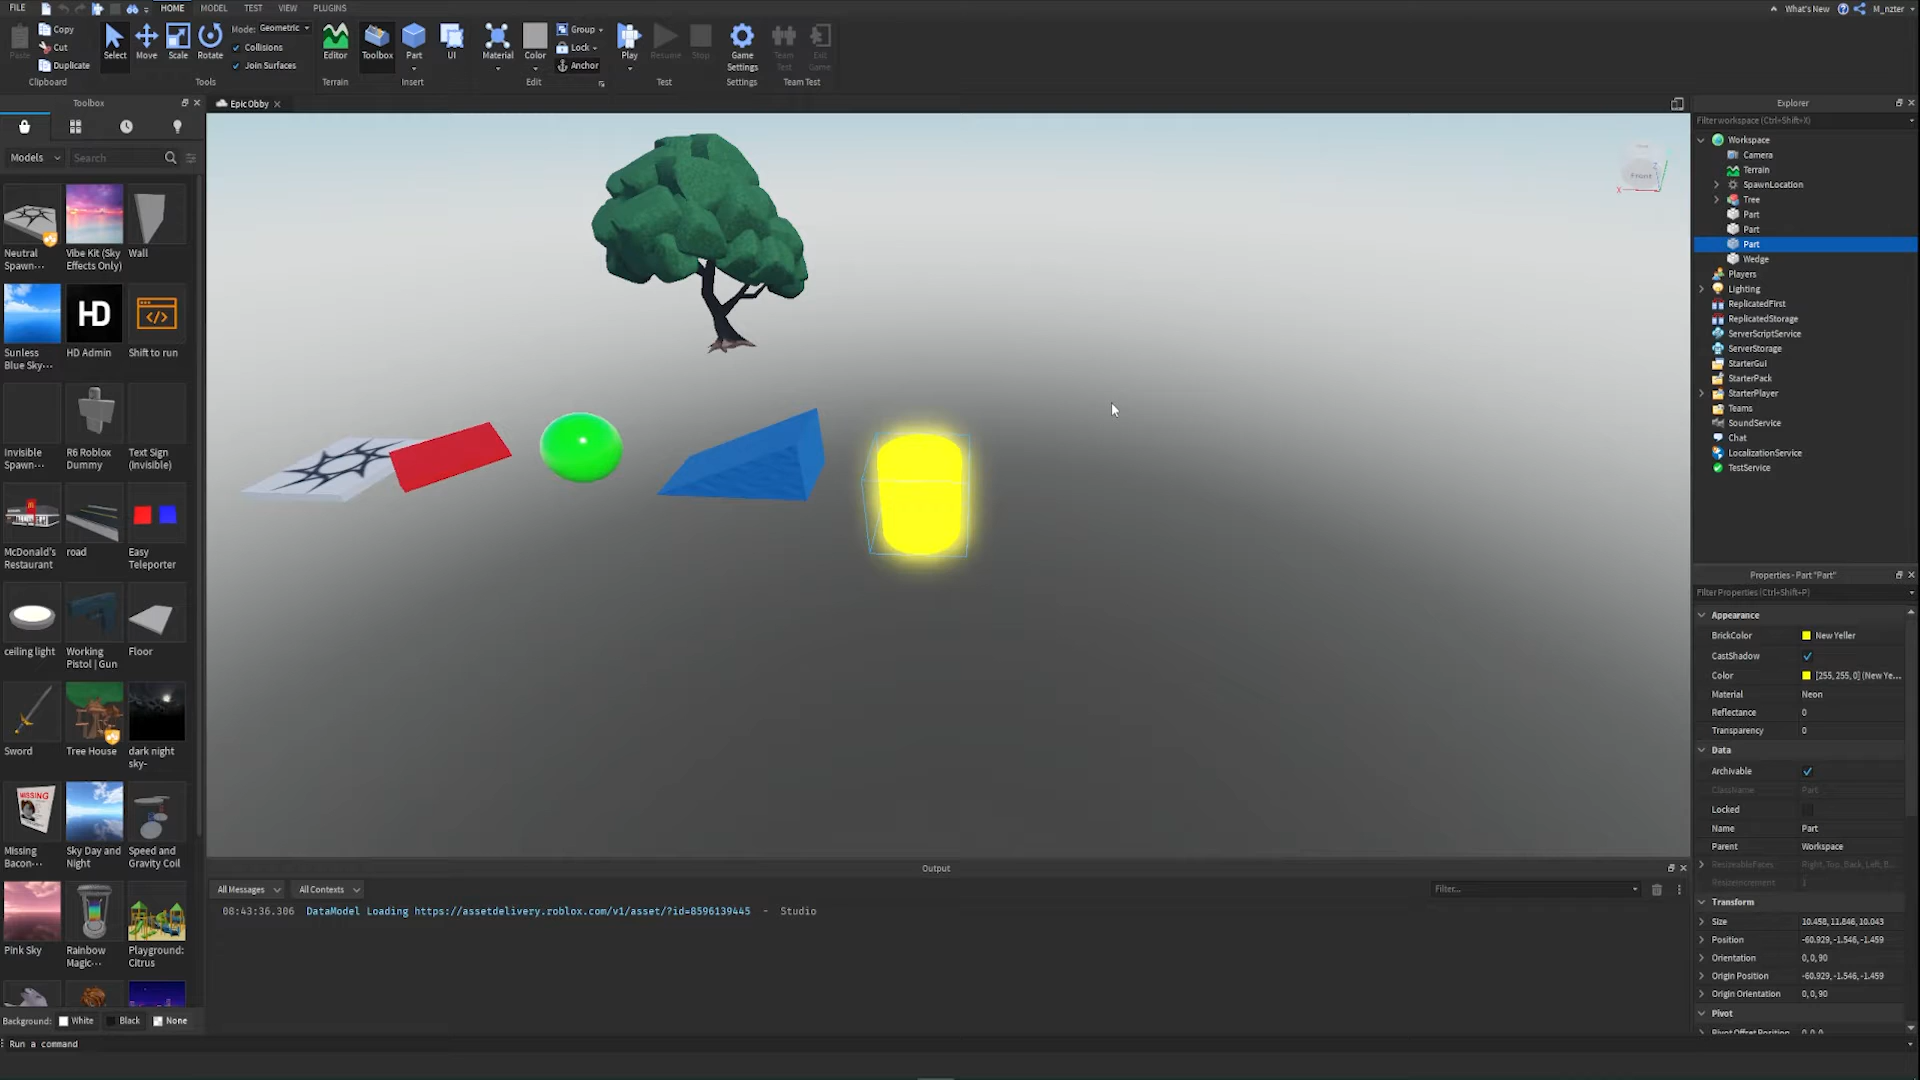 FILE HOME MODEL TEST VIEW PLUGINS What's New M_nzter
Paste Copy Cut Duplicate Clipboard
Select Move Scale Rotate Mode: Geometric Collisions Join Surfaces Tools
Editor Terrain
Toolbox Part UI Insert
Material Color Group Lock Anchor Edit
Play Resume Stop Test
Game Settings Settings
Team Test Exit Game Team Test
Toolbox
EpicObby
Models Search
Neutral Spawn...
Vibe Kit (Sky Effects Only)
Wall
Sunless Blue Sky...
HD
HD Admin
Shift to run
Invisible Spawn...
R6 Roblox Dummy
Text Sign (Invisible)
McDonald's Restaurant
road
Easy Teleporter
ceiling light
Working Pistol | Gun
Floor
Sword
Tree House
dark night sky-
MISSING
Missing Bacon...
Sky Day and Night
Speed and Gravity Coil
Pink Sky
Rainbow Magic...
Playground: Citrus
Background: White Black None
Run a command
Front
X
Z
Output
All Messages All Contexts Filter...
08:43:36.306 DataModel Loading https://assetdelivery.roblox.com/v1/asset/?id=8596139445 - Studio
Explorer
Filter workspace (Ctrl+Shift+X)
Workspace
Camera
Terrain
SpawnLocation
Tree
Part
Part
Part
Wedge
Players
Lighting
ReplicatedFirst
ReplicatedStorage
ServerScriptService
ServerStorage
StarterGui
StarterPack
StarterPlayer
Teams
SoundService
Chat
LocalizationService
TestService
Properties - Part "Part"
Filter Properties (Ctrl+Shift+P)
Appearance
BrickColor New Yeller
CastShadow
Color [255, 255, 0] (New Ye...
Material Neon
Reflectance 0
Transparency 0
Data
Archivable
ClassName Part
Locked
Name Part
Parent Workspace
ResizeableFaces Right, Top, Back, Left, B...
ResizeIncrement 1
Transform
Size 10.458, 11.846, 10.043
Position -60.929, -1.546, -1.459
Orientation 0, 0, 90
Origin Position -60.929, -1.546, -1.459
Origin Orientation 0, 0, 90
Pivot
Pivot Offset Position 0, 0, 0